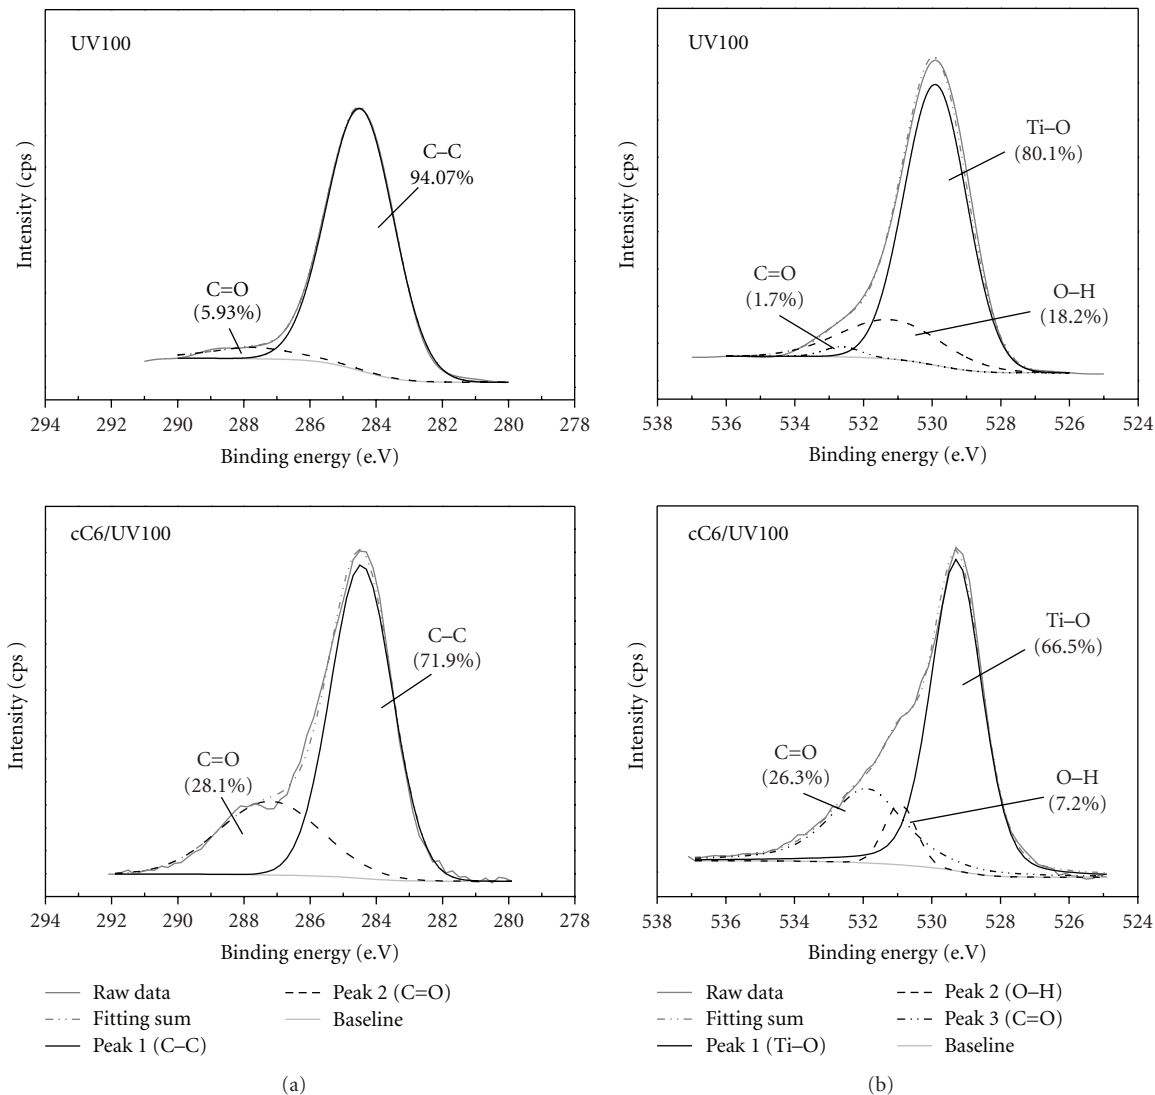 UV100
C–C
94.07%
C=O
(5.93%)
Intensity (cps)
294 292 290 288 286 284 282 280 278
Binding energy (e.V)
UV100
Ti–O
(80.1%)
C=O
(1.7%)
O–H
(18.2%)
Intensity (cps)
538 536 534 532 530 528 526 524
Binding energy (e.V)
cC6/UV100
C–C
(71.9%)
C=O
(28.1%)
Intensity (cps )
294 292 290 288 286 284 282 280 278
Binding energy (e.V)
Raw data
Fitting sum
Peak 1 (C–C)
Peak 2 (C=O)
Baseline
(a)
cC6/UV100
Ti–O
(66.5%)
C=O
(26.3%)
O–H
(7.2%)
Intensity (cps )
538 536 534 532 530 528 526 524
Binding energy (e.V)
Raw data
Fitting sum
Peak 1 (Ti–O)
Peak 2 (O–H)
Peak 3 (C=O)
Baseline
(b)